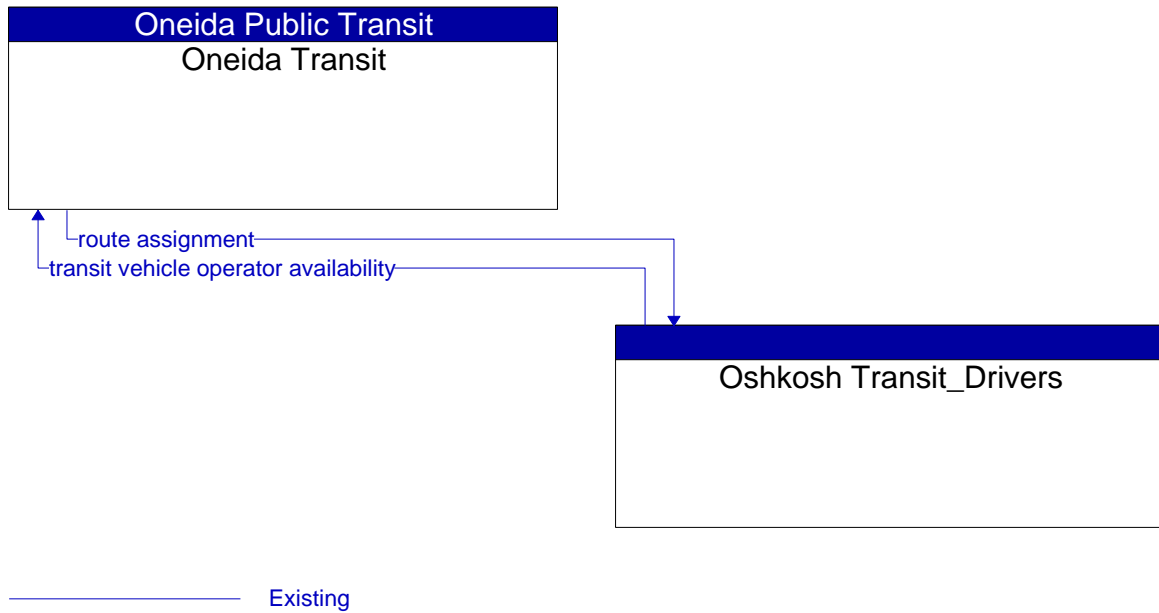 Oneida Public Transit
Oneida Transit
route assignment
transit vehicle operator availability
Oshkosh Transit_Drivers
Existing